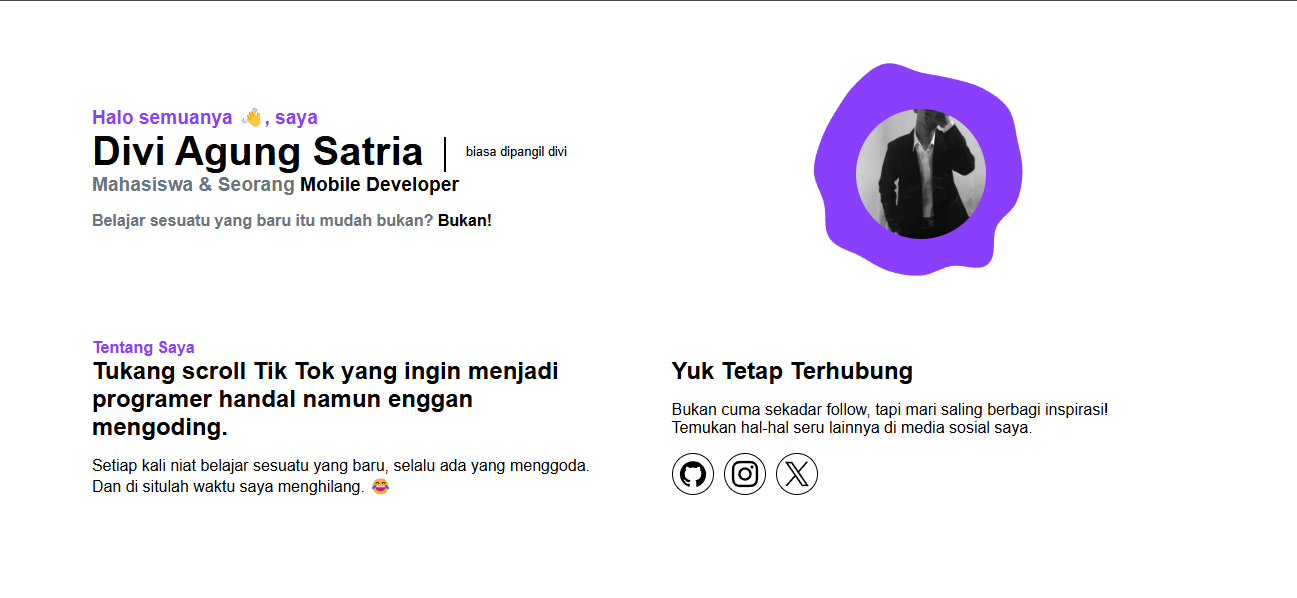 Halo semuanya 👋, saya
Divi Agung Satria
biasa dipangil divi
Mahasiswa & Seorang Mobile Developer
Belajar sesuatu yang baru itu mudah bukan? Bukan!
Tentang Saya
Tukang scroll Tik Tok yang ingin menjadi
programer handal namun enggan
mengoding.
Setiap kali niat belajar sesuatu yang baru, selalu ada yang menggoda.
Dan di situlah waktu saya menghilang. 😂
Yuk Tetap Terhubung
Bukan cuma sekadar follow, tapi mari saling berbagi inspirasi!
Temukan hal-hal seru lainnya di media sosial saya.